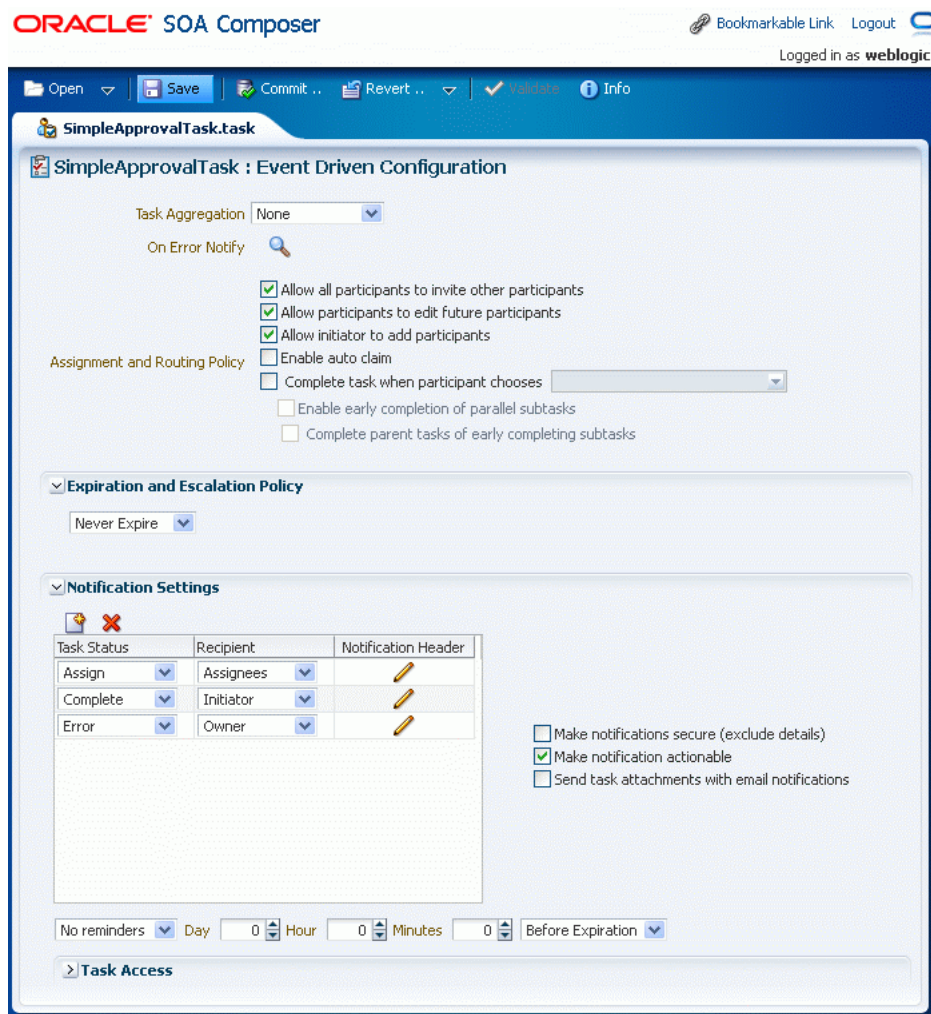 ORACLE SOA Composer
Bookmarkable Link Logout
Logged in as weblogic
Open Save Commit .. Revert .. Validate Info
SimpleApprovalTask.task
SimpleApprovalTask : Event Driven Configuration
Task Aggregation None
On Error Notify
Allow all participants to invite other participants
Allow participants to edit future participants
Allow initiator to add participants
Assignment and Routing Policy Enable auto claim
Complete task when participant chooses
Enable early completion of parallel subtasks
Complete parent tasks of early completing subtasks
Expiration and Escalation Policy
Never Expire
Notification Settings
Task Status Recipient Notification Header
Assign Assignees
Complete Initiator
Error Owner
Make notifications secure (exclude details)
Make notification actionable
Send task attachments with email notifications
No reminders Day 0 Hour 0 Minutes 0 Before Expiration
Task Access